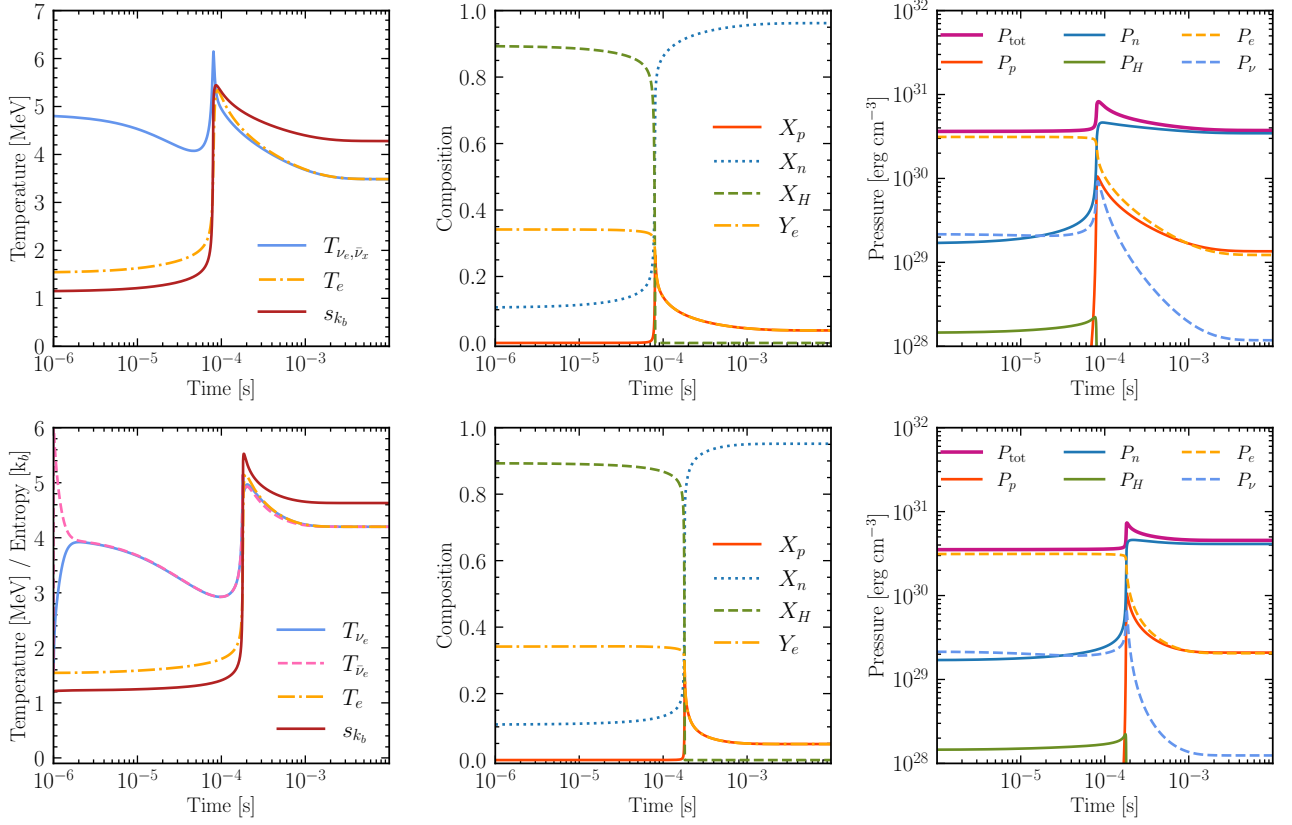 Temperature [MeV]
7
6
5
4
3
2
1
0
T_{ν_e, ν̄_x}
T_e
s_{k_b}
10^{-6} 10^{-5} 10^{-4} 10^{-3}
Time [s]
Composition
1.0
0.8
0.6
0.4
0.2
0.0
X_p
X_n
X_H
Y_e
10^{-6} 10^{-5} 10^{-4} 10^{-3}
Time [s]
Pressure [erg cm^{-3}]
10^{32}
10^{31}
10^{30}
10^{29}
10^{28}
P_{tot} P_n P_e
P_p P_H P_ν
10^{-5} 10^{-4} 10^{-3}
Time [s]
Temperature [MeV] / Entropy [k_b]
6
5
4
3
2
1
0
T_{ν_e}
T_{ν̄_e}
T_e
s_{k_b}
10^{-6} 10^{-5} 10^{-4} 10^{-3}
Time [s]
Composition
1.0
0.8
0.6
0.4
0.2
0.0
X_p
X_n
X_H
Y_e
10^{-6} 10^{-5} 10^{-4} 10^{-3}
Time [s]
Pressure [erg cm^{-3}]
10^{32}
10^{31}
10^{30}
10^{29}
10^{28}
P_{tot} P_n P_e
P_p P_H P_ν
10^{-5} 10^{-4} 10^{-3}
Time [s]